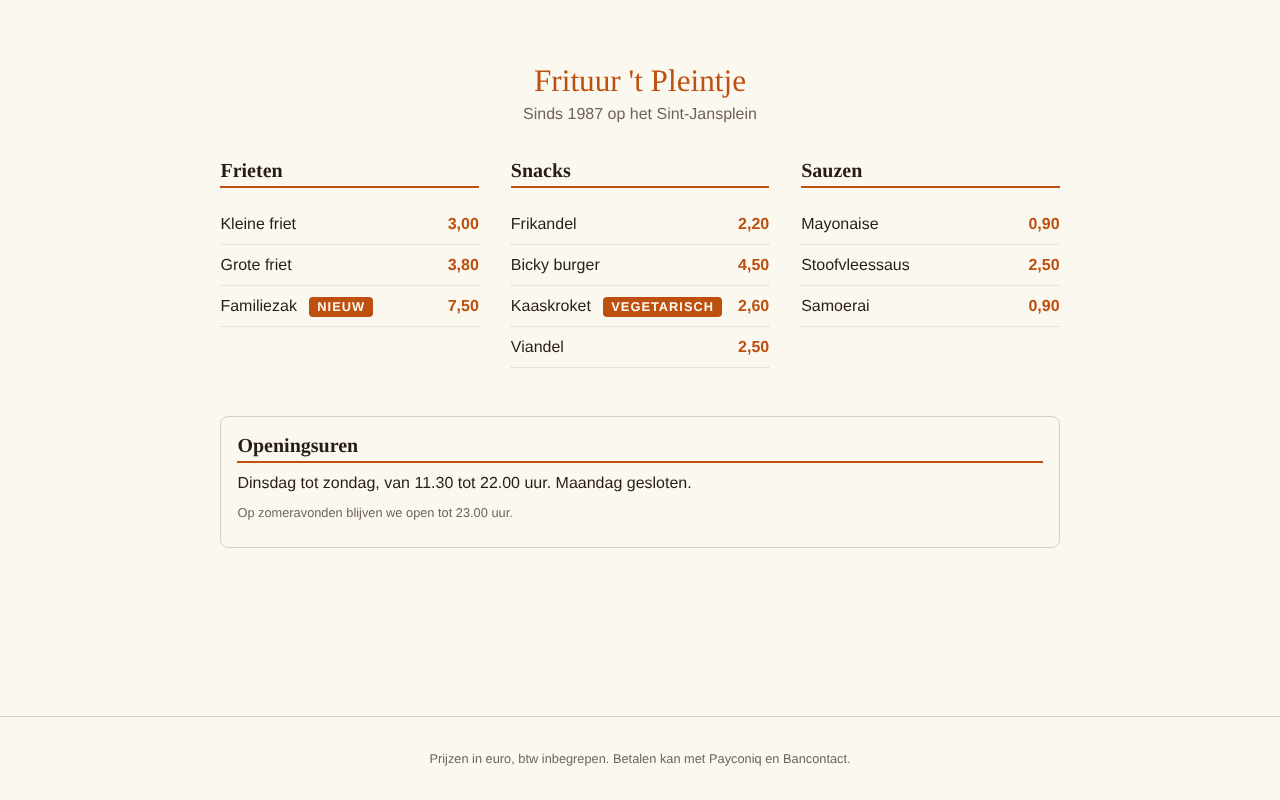 Frituur 't Pleintje
Sinds 1987 op het Sint-Jansplein
Frieten
Kleine friet 3,00
Grote friet 3,80
Familiezak NIEUW 7,50
Snacks
Frikandel 2,20
Bicky burger 4,50
Kaaskroket VEGETARISCH 2,60
Viandel 2,50
Sauzen
Mayonaise 0,90
Stoofvleessaus 2,50
Samoerai 0,90
Openingsuren
Dinsdag tot zondag, van 11.30 tot 22.00 uur. Maandag gesloten.
Op zomeravonden blijven we open tot 23.00 uur.
Prijzen in euro, btw inbegrepen. Betalen kan met Payconiq en Bancontact.